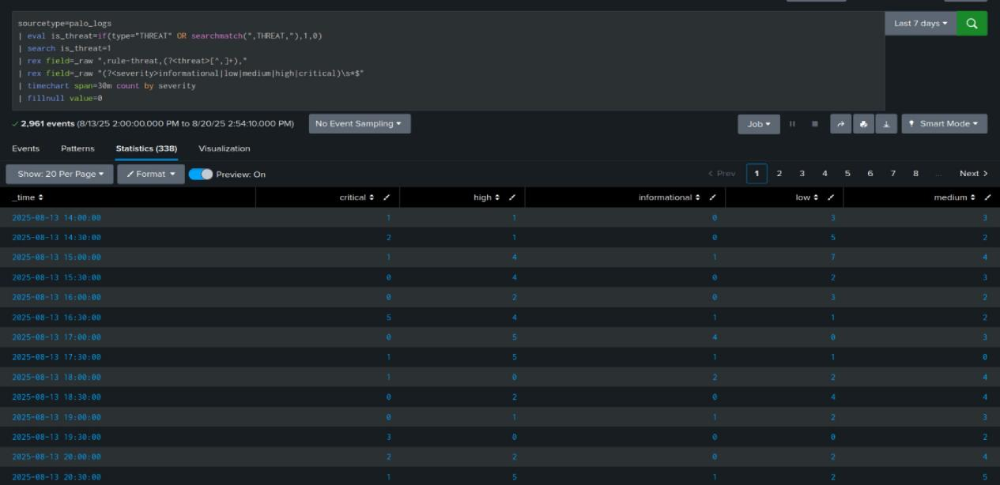 sourcetype=palo_logs
| eval is_threat=if(type="THREAT" OR searchmatch(",THREAT,"),1,0)
| search is_threat=1
| rex field=_raw ",rule-threat,(?<threat>[^,]+),"
| rex field=_raw "(?<severity>informational|low|medium|high|critical)\s*$"
| timechart span=30m count by severity
| fillnull value=0
Last 7 days
2,961 events (8/13/25 2:00:00.000 PM to 8/20/25 2:54:10.000 PM) No Event Sampling Job Smart Mode
Events Patterns Statistics (338) Visualization
Show: 20 Per Page Format Preview: On < Prev 1 2 3 4 5 6 7 8 ... Next >
_time critical high informational low medium
2025-08-13 14:00:00 1 1 0 3 3
2025-08-13 14:30:00 2 1 0 5 2
2025-08-13 15:00:00 1 4 1 7 4
2025-08-13 15:30:00 0 4 0 2 3
2025-08-13 16:00:00 0 2 0 3 2
2025-08-13 16:30:00 5 4 1 1 2
2025-08-13 17:00:00 0 5 4 0 3
2025-08-13 17:30:00 1 5 1 1 0
2025-08-13 18:00:00 1 0 2 2 4
2025-08-13 18:30:00 0 2 0 4 4
2025-08-13 19:00:00 0 1 1 2 3
2025-08-13 19:30:00 3 0 0 0 2
2025-08-13 20:00:00 2 2 0 2 4
2025-08-13 20:30:00 1 5 1 2 5